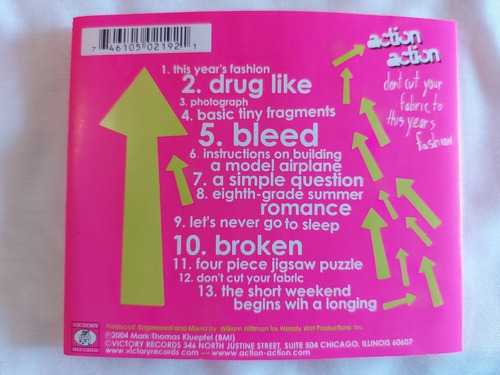 7 46105 02192 1
action
action
don't cut your
fabric to
this years
fashion
1. this year's fashion
2. drug like
3. photograph
4. basic tiny fragments
5. bleed
6. instructions on building
a model airplane
7. a simple question
8. eighth-grade summer
romance
9. let's never go to sleep
10. broken
11. four piece jigsaw puzzle
12. don't cut your fabric
13. the short weekend
begins wih a longing
Produced Engineered and Mixed by William Wittman for Weedy Wet Productions Inc.
℗2004 Mark Thomas Kluepfel (BMI)
©VICTORY RECORDS 346 NORTH JUSTINE STREET, SUITE 504 CHICAGO, ILLINOIS 60607
www.victoryrecords.com → www.action-action.com